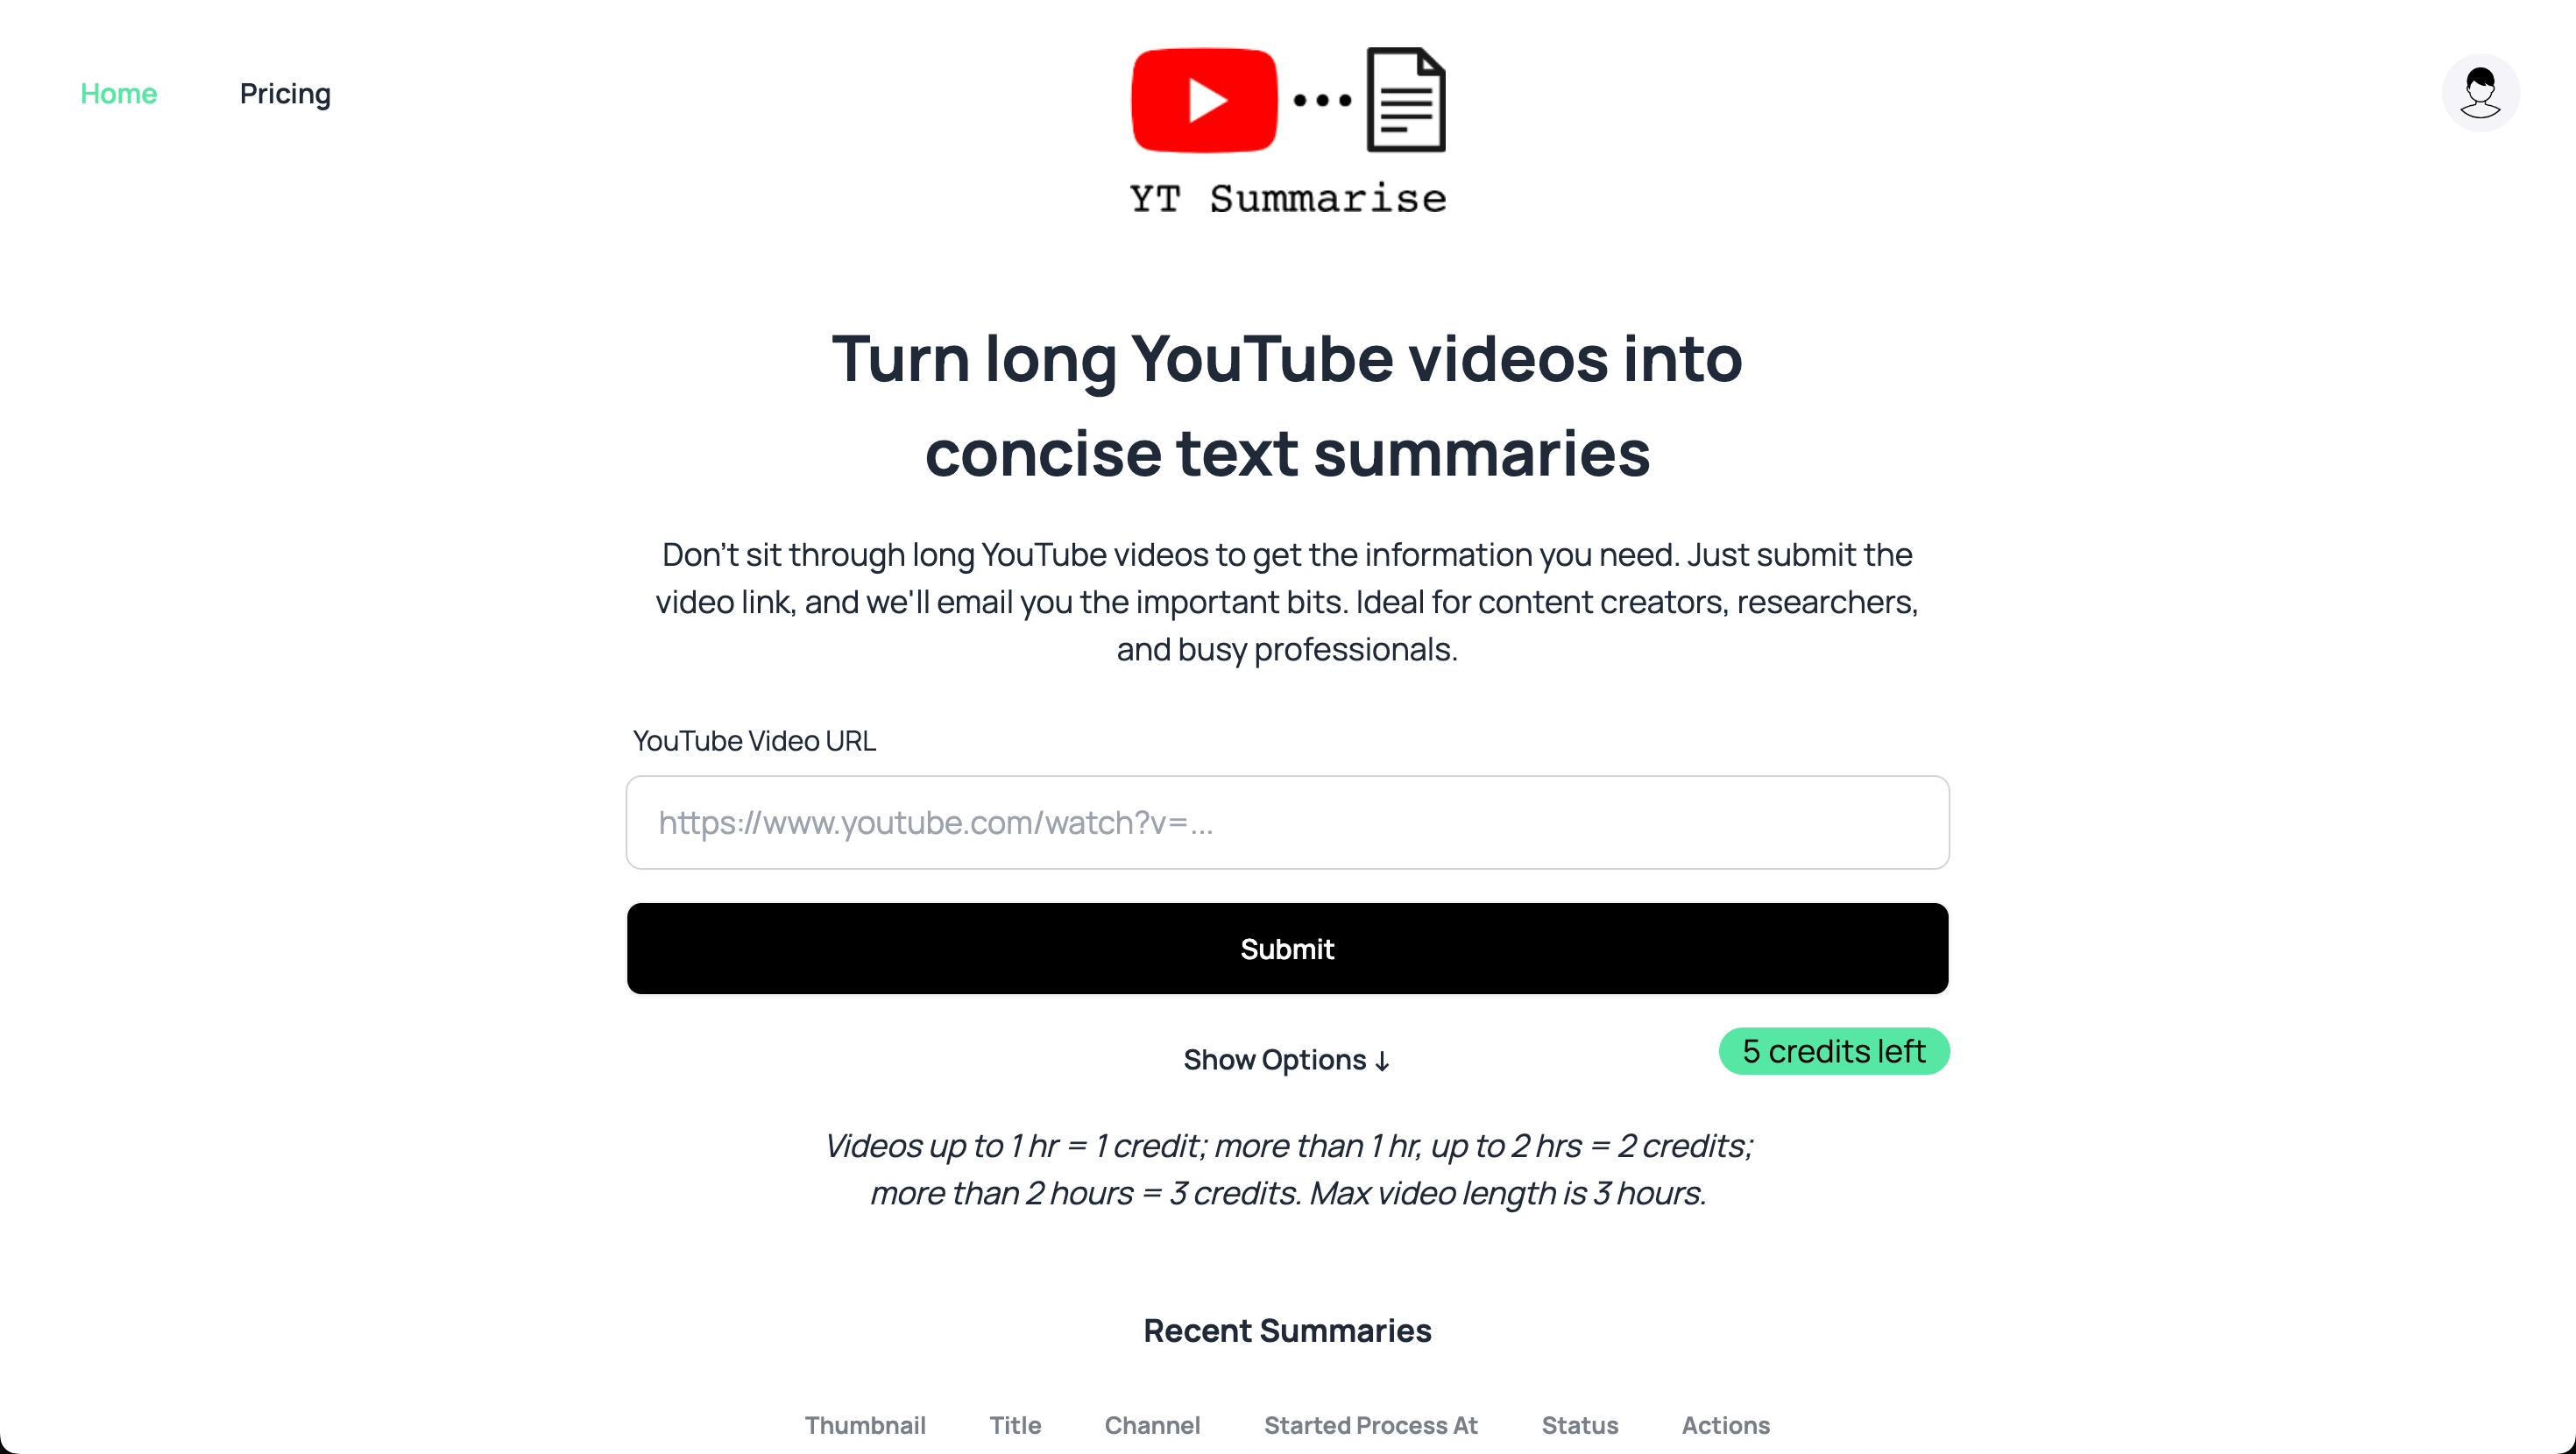 Home
Pricing
YT Summarise
Turn long YouTube videos into
concise text summaries
Don't sit through long YouTube videos to get the information you need. Just submit the
video link, and we'll email you the important bits. Ideal for content creators, researchers,
and busy professionals.
YouTube Video URL
https://www.youtube.com/watch?v=...
Submit
Show Options ↓
5 credits left
Videos up to 1 hr = 1 credit; more than 1 hr, up to 2 hrs = 2 credits;
more than 2 hours = 3 credits. Max video length is 3 hours.
Recent Summaries
Thumbnail Title Channel Started Process At Status Actions